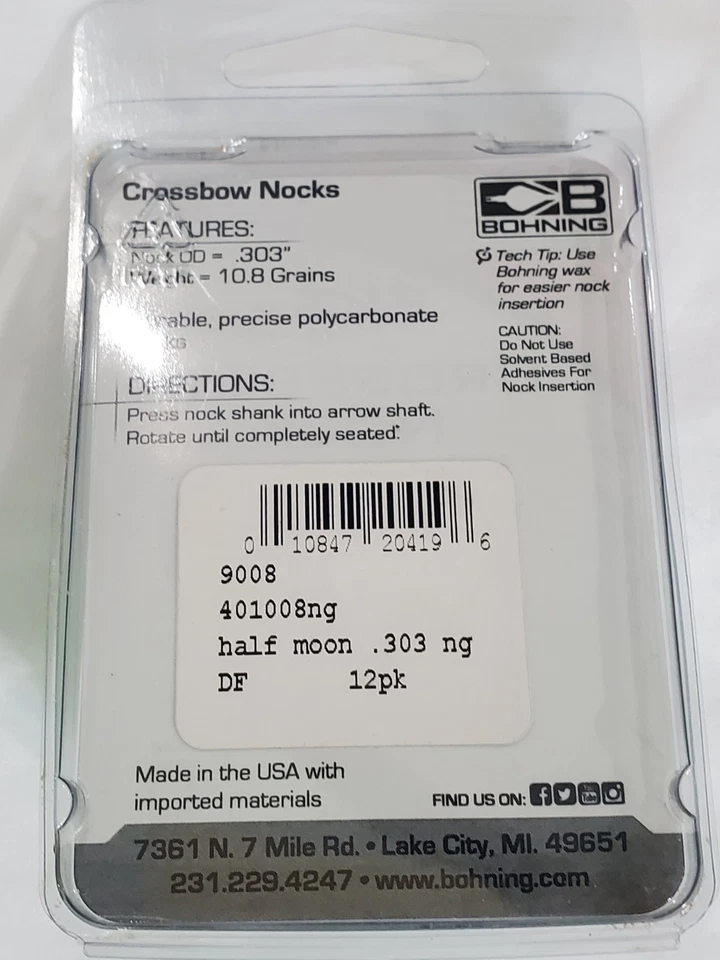 Crossbow Nocks
FEATURES:
Nock OD = .303"
Weight = 10.8 Grains
precise polycarbonate
DIRECTIONS:
Press nock shank into arrow shaft.
Rotate until completely seated.
B
BOHNING
Tech Tip: Use
Bohning wax
for easier nock
insertion
CAUTION:
Do Not Use
Solvent Based
Adhesives For
Nock Insertion
0 10847 20419 6
9008
401008ng
half moon .303 ng
DF 12pk
Made in the USA with
imported materials
FIND US ON:
7361 N. 7 Mile Rd. • Lake City, MI. 49651
231.229.4247 • www.bohning.com